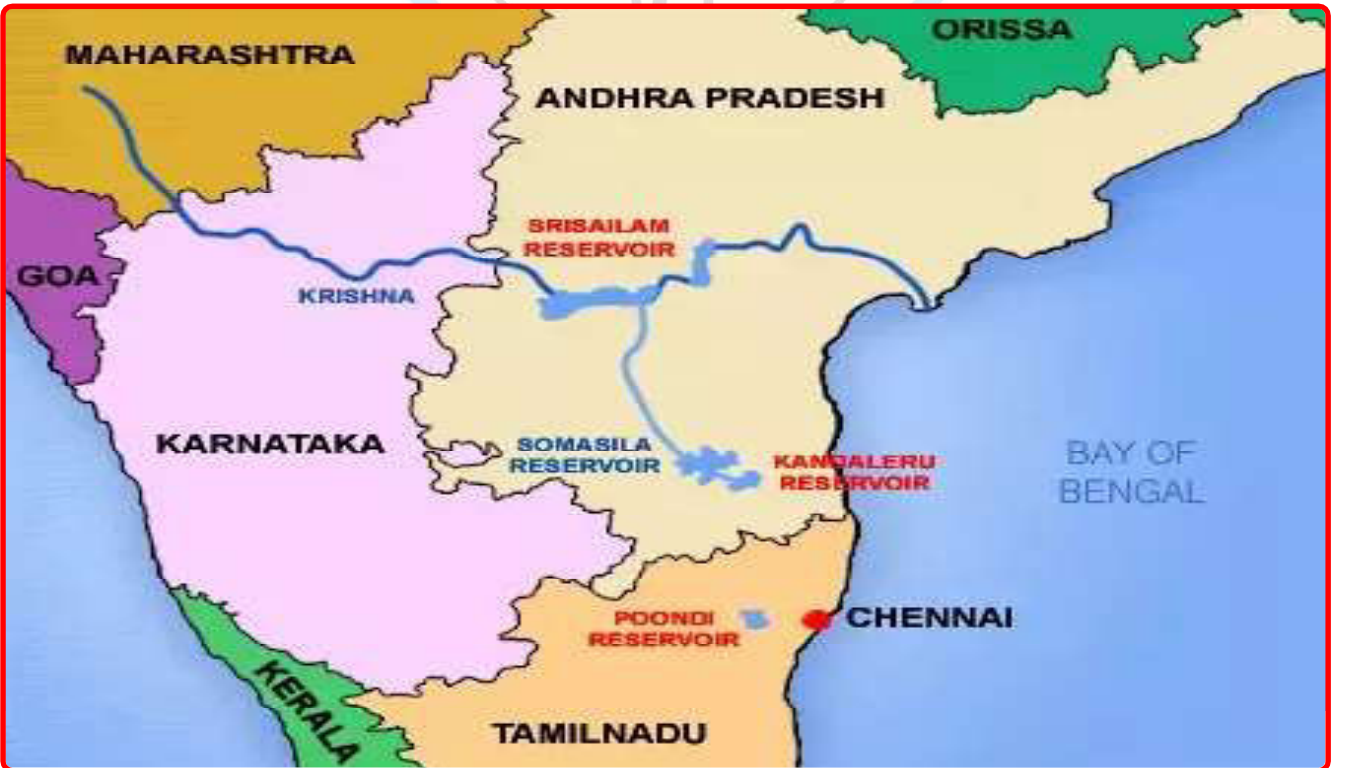 ORISSA
MAHARASHTRA
ANDHRA PRADESH
SRISAILAM
RESERVOIR
GOA
KRISHNA
KARNATAKA
SOMASILA
RESERVOIR
KANDALERU
RESERVOIR
BAY OF
BENGAL
POONDI
RESERVOIR
CHENNAI
KERALA
TAMILNADU